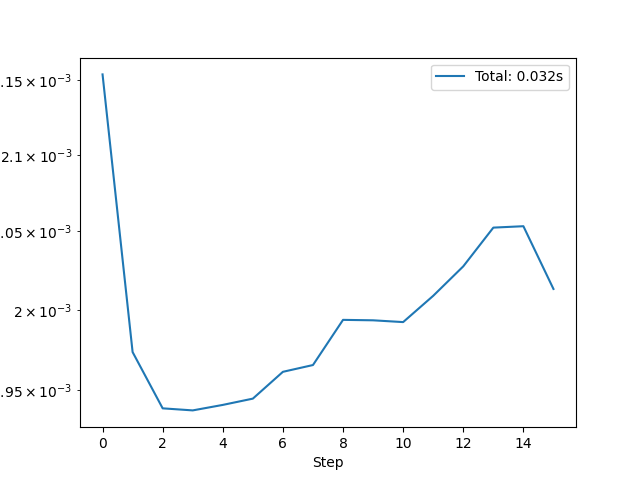 Total: 0.032s
.15 × 10⁻³
2.1 × 10⁻³
.05 × 10⁻³
2 × 10⁻³
.95 × 10⁻³
0 2 4 6 8 10 12 14
Step